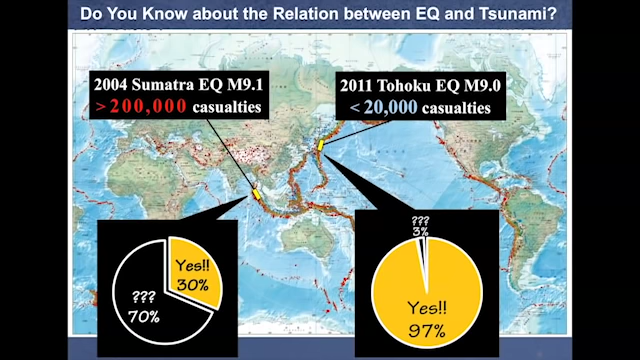 Do You Know about the Relation between EQ and Tsunami?
2004 Sumatra EQ M9.1
>200,000 casualties
2011 Tohoku EQ M9.0
<20,000 casualties
Yes!!
30%
???
70%
???
3%
Yes!!
97%